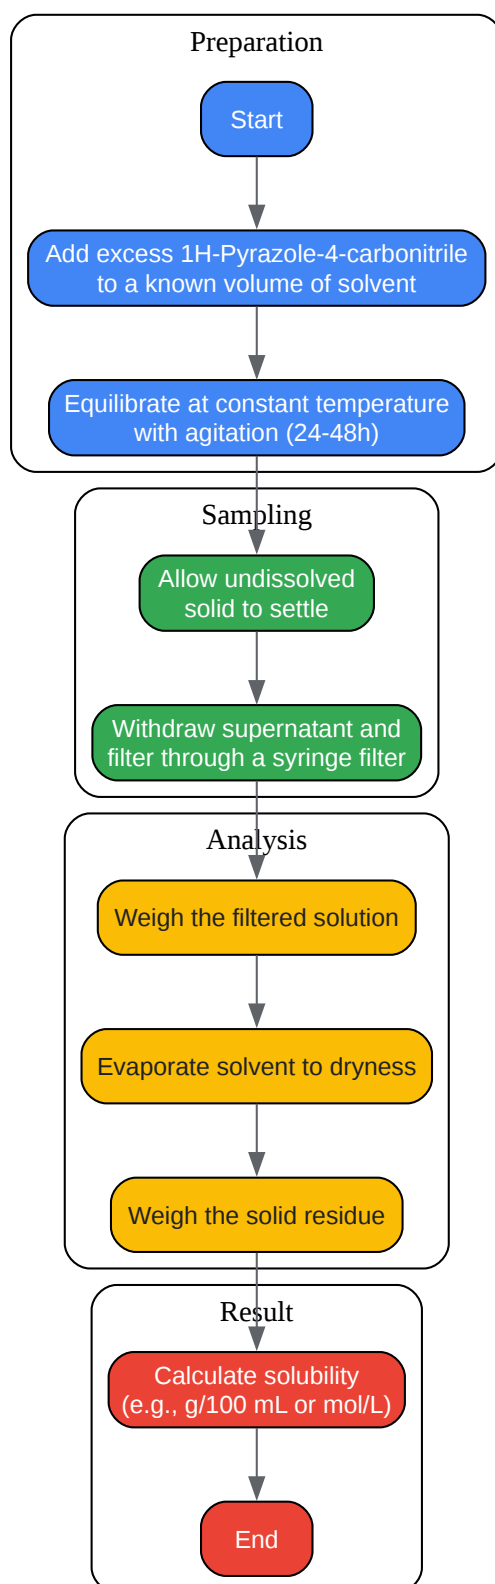 Preparation
Start
Add excess 1H-Pyrazole-4-carbonitrile
to a known volume of solvent
Equilibrate at constant temperature
with agitation (24-48h)
Sampling
Allow undissolved
solid to settle
Withdraw supernatant and
filter through a syringe filter
Analysis
Weigh the filtered solution
Evaporate solvent to dryness
Weigh the solid residue
Result
Calculate solubility
(e.g., g/100 mL or mol/L)
End